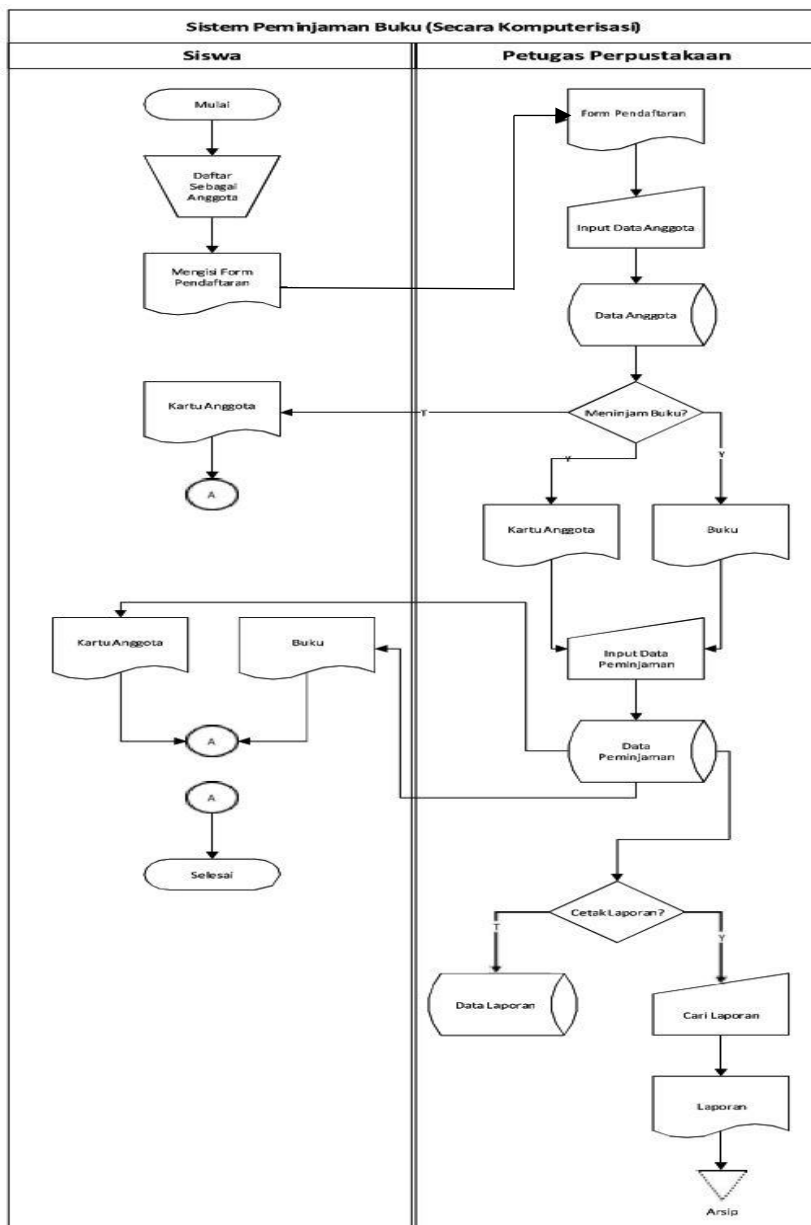 Sistem Peminjaman Buku (Secara Komputerisasi)
Siswa
Petugas Perpustakaan
Mulai
Form Pendaftaran
Daftar
Sebagai
Anggota
Input Data Anggota
Mengisi Form
Pendaftaran
Data Anggota
Kartu Anggota
Y
Meninjam Buku?
Y
Y
A
Kartu Anggota
Buku
Kartu Anggota
Buku
Input Data
Peminjaman
A
Data
Peminjaman
A
Selesai
Cetak Laporan?
T
Y
Data Laporan
Cari Laporan
Laporan
Arsip